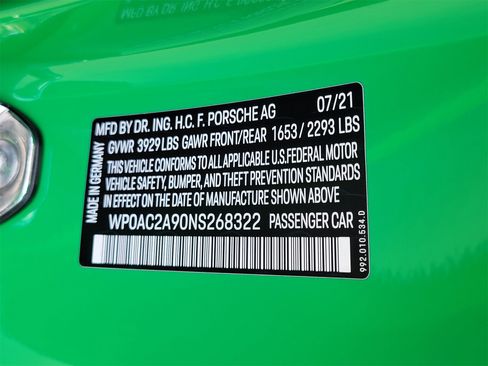 MFD BY DR. ING. H.C. F. PORSCHE AG 07/21
GVWR 3929 LBS GAWR FRONT/REAR 1653 / 2293 LBS
THIS VEHICLE CONFORMS TO ALL APPLICABLE U.S.FEDERAL MOTOR
VEHICLE SAFETY, BUMPER, AND THEFT PREVENTION STANDARDS
IN EFFECT ON THE DATE OF MANUFACTURE SHOWN ABOVE
WP0AC2A90NS268322 PASSENGER CAR
MADE IN GERMANY
992.010.534.D